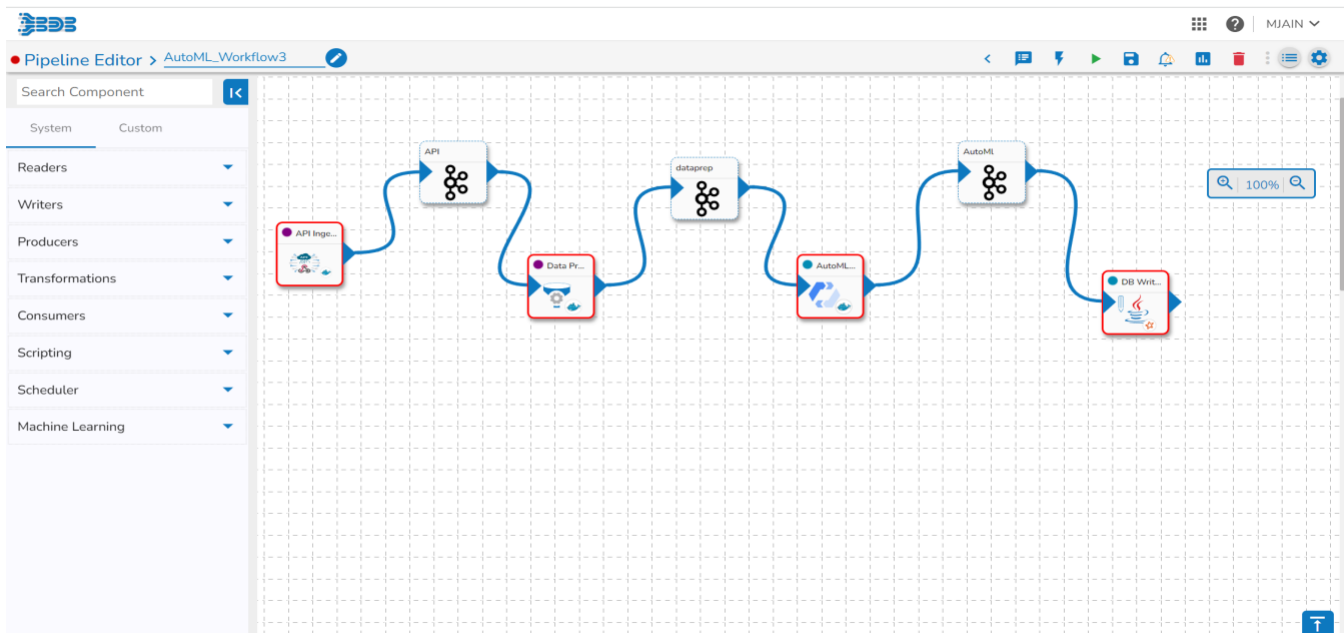 BDB
MJAIN
Pipeline Editor > AutoML_Workflow3
Search Component
System Custom
Readers
Writers
Producers
Transformations
Consumers
Scripting
Scheduler
Machine Learning
API
AutoML
dataprep
100%
API Inge...
Data Pr...
AutoML...
DB Writ...